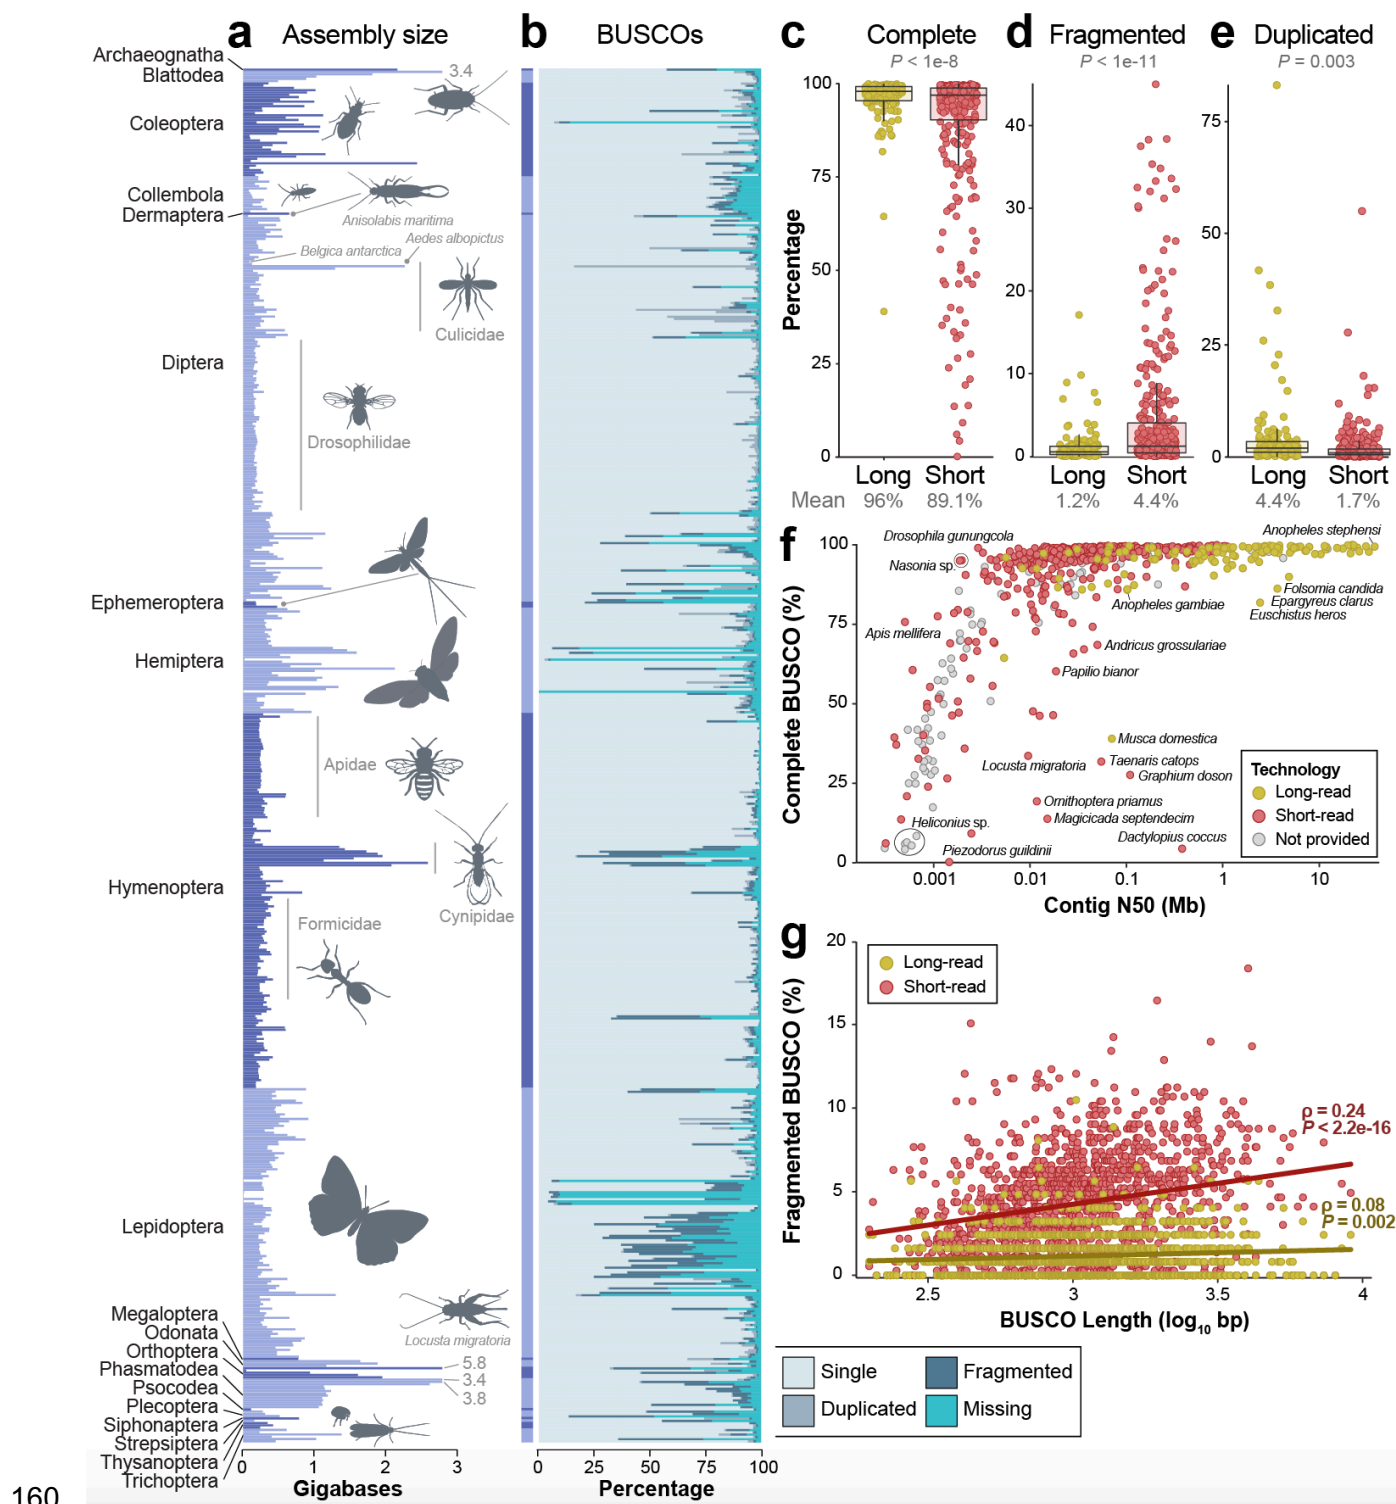 a Assembly size
b BUSCOs
Archaeognatha
Blattodea
Coleoptera
Collembola
Dermaptera
Diptera
Ephemeroptera
Hemiptera
Hymenoptera
Lepidoptera
Megaloptera
Odonata
Orthoptera
Phasmatodea
Psocodea
Plecoptera
Siphonaptera
Strepsiptera
Thysanoptera
Trichoptera
3.4
Anisolabis maritima
Aedes albopictus
Belgica antarctica
Culicidae
Drosophilidae
Apidae
Cynipidae
Formicidae
Locusta migratoria
5.8
3.4
3.8
0 1 2 3
Gigabases
0 25 50 75 100
Percentage
c Complete
P < 1e-8
d Fragmented
P < 1e-11
e Duplicated
P = 0.003
Percentage
100
75
50
25
0
40
30
20
10
0
75
50
25
0
Long Short Long Short Long Short
Mean 96% 89.1% 1.2% 4.4% 4.4% 1.7%
f
Complete BUSCO (%)
100
75
50
25
0
Drosophila gunungcola
Anopheles stephensi
Nasonia sp.
Folsomia candida
Epargyreus clarus
Euschistus heros
Anopheles gambiae
Apis mellifera
Andricus grossulariae
Papilio bianor
Musca domestica
Locusta migratoria
Taenaris catops
Graphium doson
Ornithoptera priamus
Magicicada septendecim
Heliconius sp.
Dactylopius coccus
Piezodorus guildinii
Technology
Long-read
Short-read
Not provided
0.001 0.01 0.1 1 10
Contig N50 (Mb)
g
Fragmented BUSCO (%)
20
15
10
5
0
Long-read
Short-read
ρ = 0.24
P < 2.2e-16
ρ = 0.08
P = 0.002
2.5 3 3.5 4
BUSCO Length (log10 bp)
Single
Fragmented
Duplicated
Missing
160